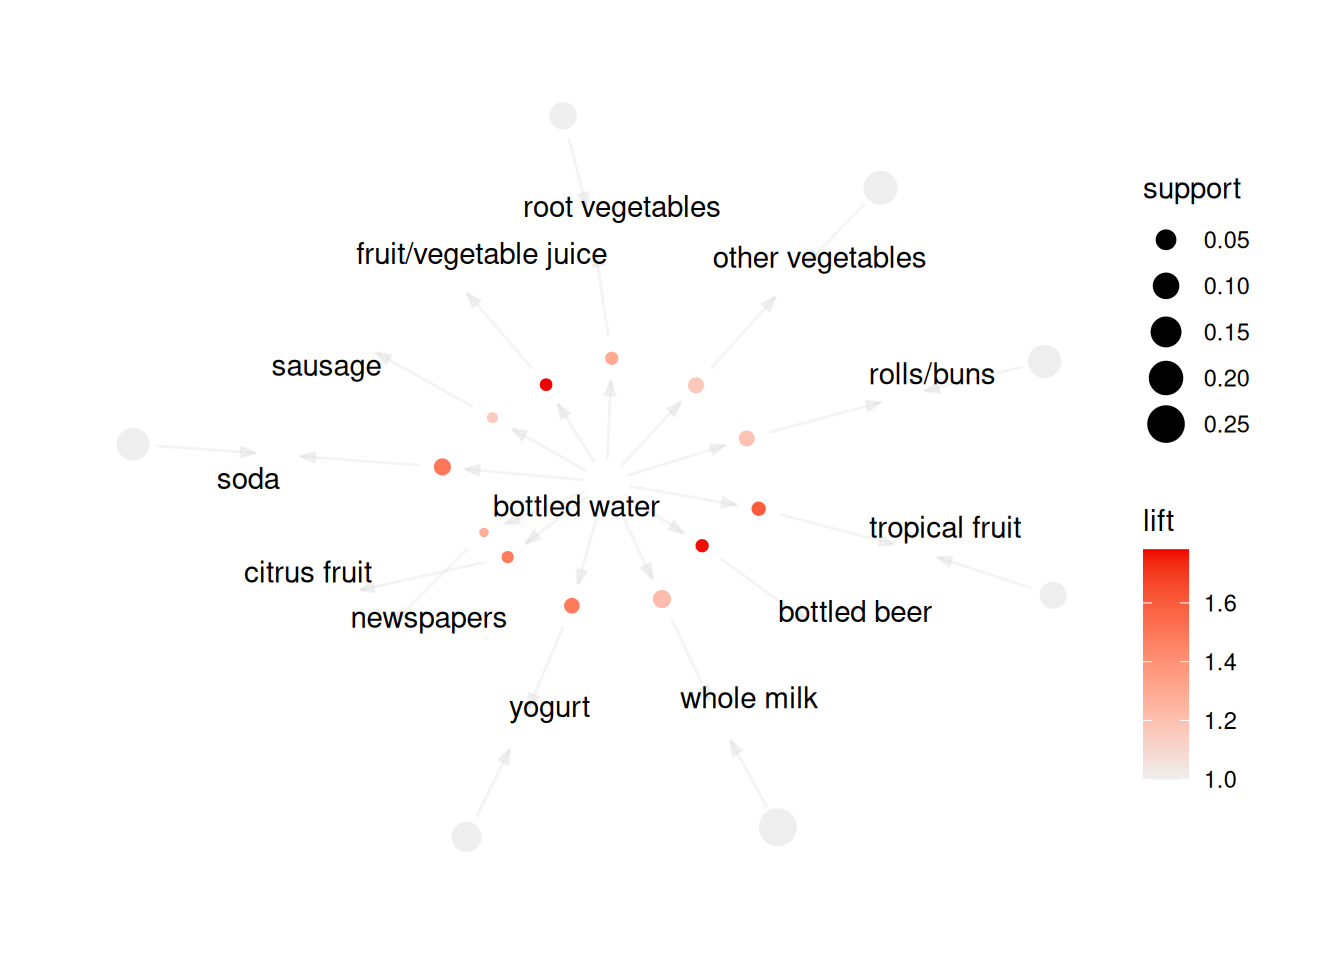 root vegetables
fruit/vegetable juice
other vegetables
sausage
rolls/buns
soda
bottled water
tropical fruit
citrus fruit
newspapers
bottled beer
yogurt
whole milk
support
0.05
0.10
0.15
0.20
0.25
lift
1.6
1.4
1.2
1.0